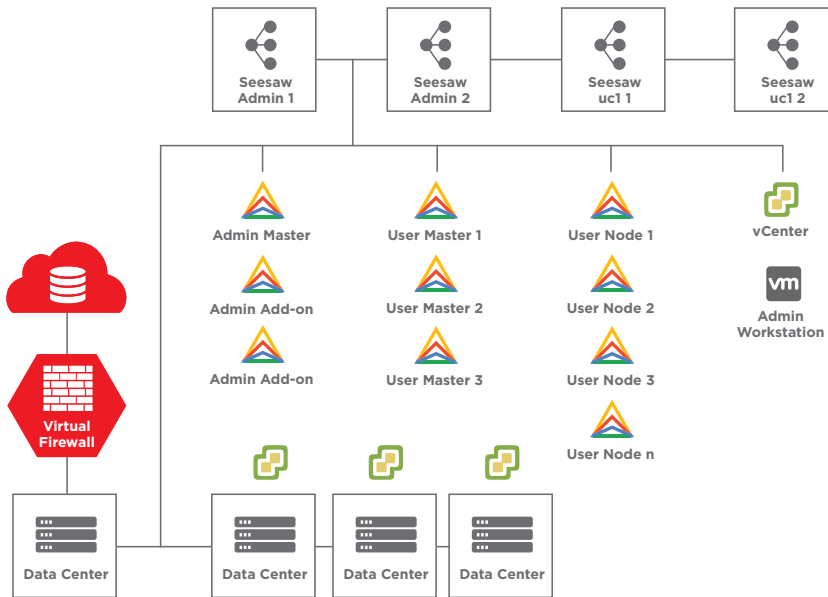 Seesaw
Admin 1
Seesaw
Admin 2
Seesaw
uc1 1
Seesaw
uc1 2
Admin Master
User Master 1
User Node 1
vCenter
Admin Add-on
User Master 2
User Node 2
vm
Admin
Workstation
Admin Add-on
User Master 3
User Node 3
Virtual
Firewall
User Node n
Data Center
Data Center
Data Center
Data Center